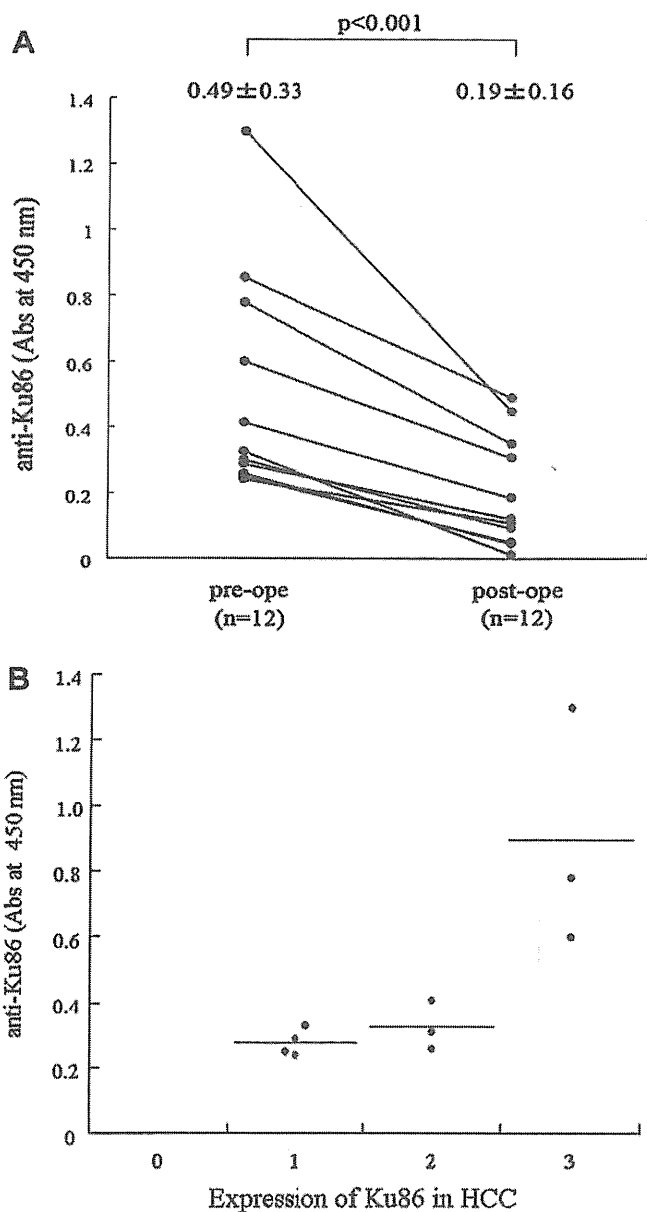 A
p<0.001
0.49±0.33
0.19±0.16
1.4
1.2
1
0.8
0.6
0.4
0.2
0
anti-Ku86 (Abs at 450 nm)
pre-ope
(n=12)
post-ope
(n=12)
B
1.4
1.2
1.0
0.8
0.6
0.4
0.2
0
anti-Ku86 (Abs at 450 nm)
0 1 2 3
Expression of Ku86 in HCC